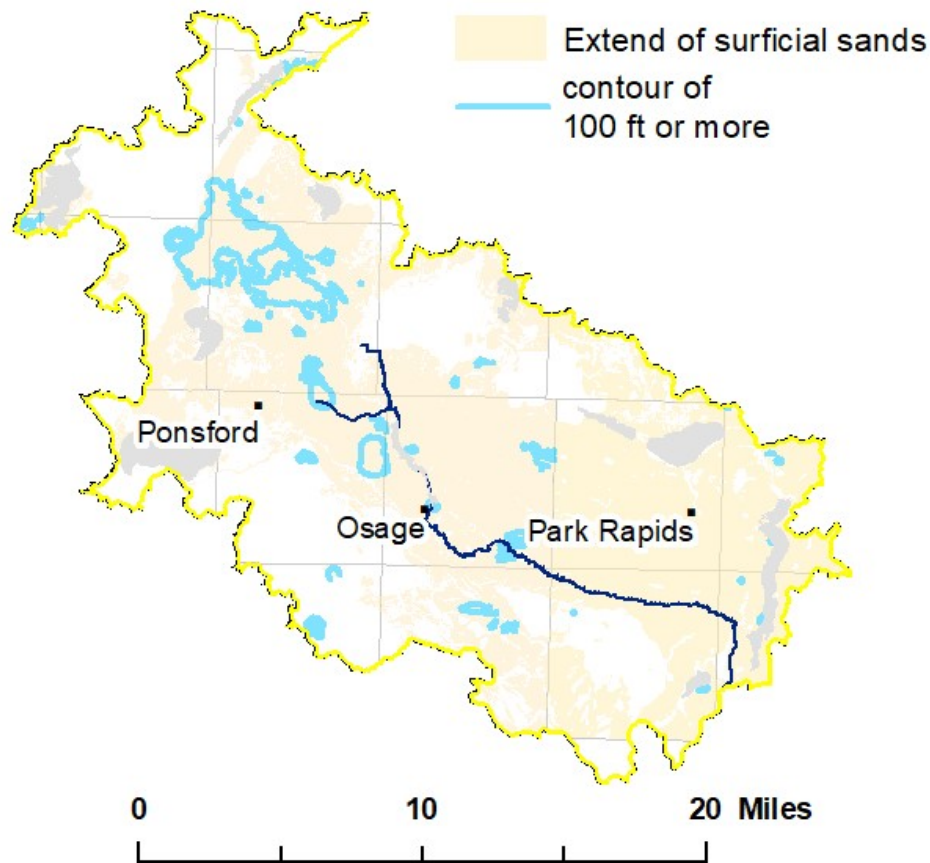 Extend of surficial sands
contour of
100 ft or more
Ponsford
Osage
Park Rapids
0 10 20 Miles